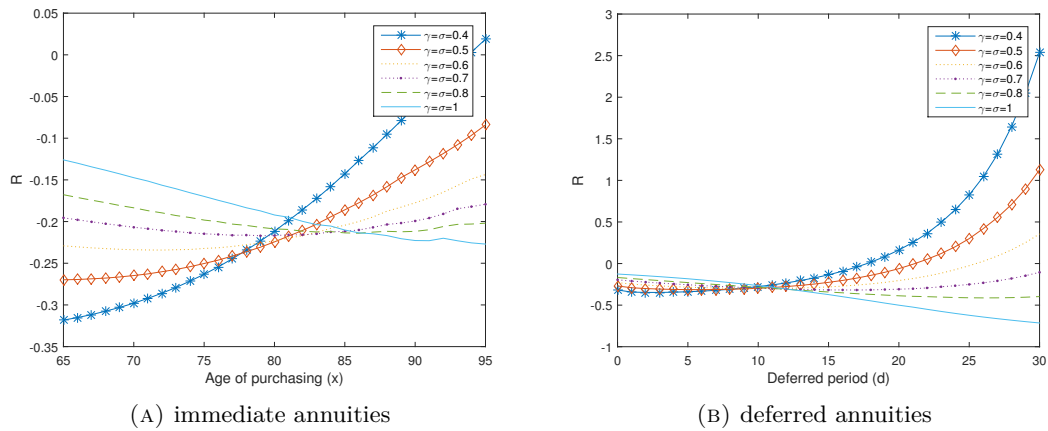 0.05
0
-0.05
-0.1
-0.15
-0.2
-0.25
-0.3
-0.35
R
65 70 75 80 85 90 95
Age of purchasing (x)
γ=σ=0.4
γ=σ=0.5
γ=σ=0.6
γ=σ=0.7
γ=σ=0.8
γ=σ=1
(A) immediate annuities
3
2.5
2
1.5
1
0.5
0
-0.5
-1
R
0 5 10 15 20 25 30
Deferred period (d)
γ=σ=0.4
γ=σ=0.5
γ=σ=0.6
γ=σ=0.7
γ=σ=0.8
γ=σ=1
(B) deferred annuities